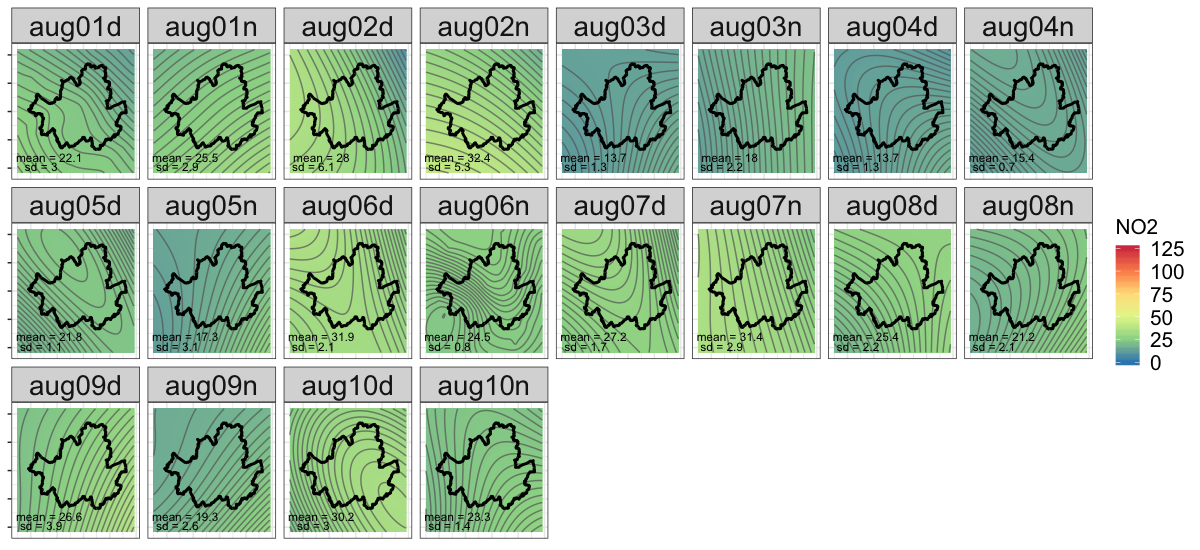 aug01d aug01n aug02d aug02n aug03d aug03n aug04d aug04n
mean = 22.1 mean = 25.5 mean = 28 mean = 32.4 mean = 13.7 mean = 18 mean = 13.7 mean = 15.4
sd = 3 sd = 2.9 sd = 6.1 sd = 5.3 sd = 1.3 sd = 2.2 sd = 1.3 sd = 0.7
aug05d aug05n aug06d aug06n aug07d aug07n aug08d aug08n
mean = 21.8 mean = 17.3 mean = 31.9 mean = 24.5 mean = 27.2 mean = 31.4 mean = 25.4 mean = 21.2
sd = 1.1 sd = 3.1 sd = 2.1 sd = 0.8 sd = 1.7 sd = 2.9 sd = 2.2 sd = 2.1
aug09d aug09n aug10d aug10n
mean = 26.6 mean = 19.3 mean = 30.2 mean = 23.3
sd = 3.9 sd = 2.6 sd = 3 sd = 1.4
NO2
125
100
75
50
25
0